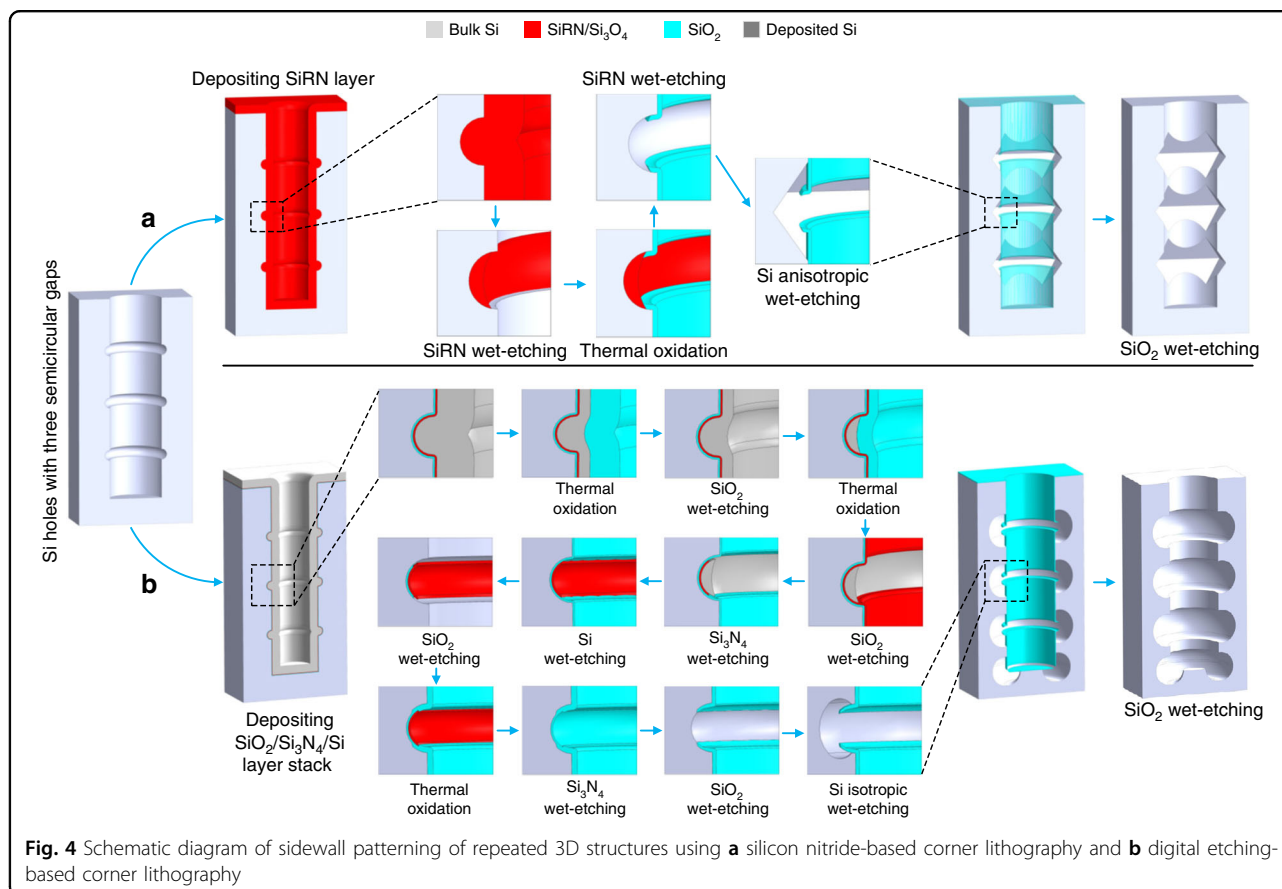 Bulk Si
SiRN/Si₃O₄
SiO₂
Deposited Si
Depositing SiRN layer
SiRN wet-etching
a
Si anisotropic
wet-etching
SiRN wet-etching
Thermal oxidation
SiO₂ wet-etching
Si holes with three semicircular gaps
b
Thermal
oxidation
SiO₂
wet-etching
Thermal
oxidation
SiO₂
wet-etching
Si wet-etching
Si₃N₄
wet-etching
SiO₂
wet-etching
Depositing
SiO₂/Si₃N₄/Si
layer stack
SiO₂ wet-etching
Thermal
oxidation
Si₃N₄
wet-etching
SiO₂
wet-etching
Si isotropic
wet-etching
Fig. 4 Schematic diagram of sidewall patterning of repeated 3D structures using a silicon nitride-based corner lithography and b digital etching-
based corner lithography